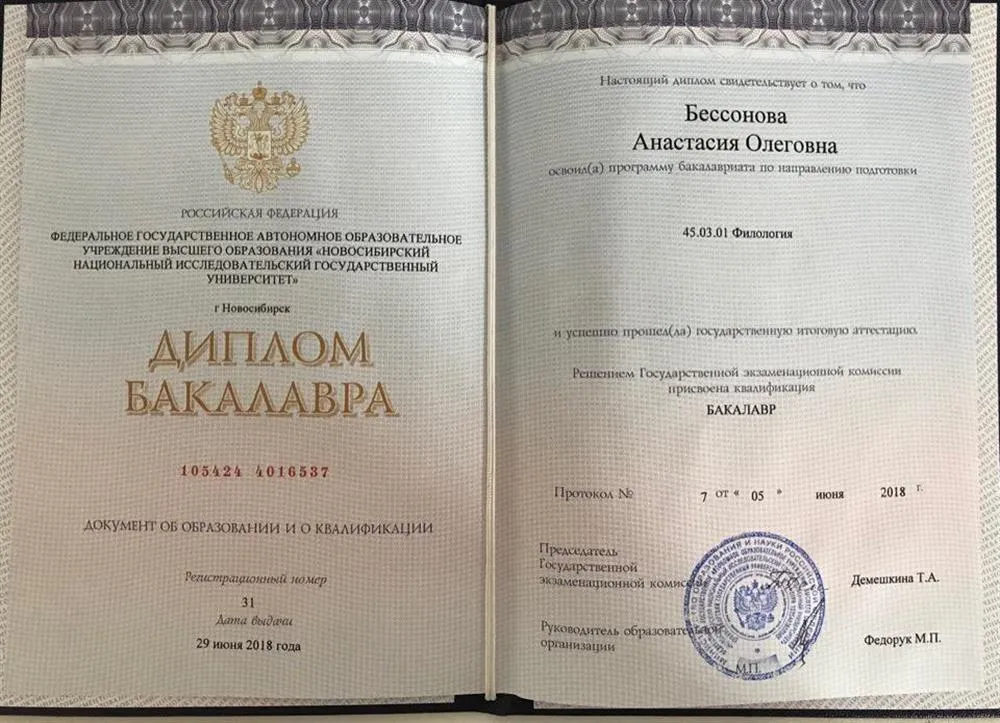 РОССИЙСКАЯ ФЕДЕРАЦИЯ
ФЕДЕРАЛЬНОЕ ГОСУДАРСТВЕННОЕ АВТОНОМНОЕ ОБРАЗОВАТЕЛЬНОЕ
УЧРЕЖДЕНИЕ ВЫСШЕГО ОБРАЗОВАНИЯ «НОВОСИБИРСКИЙ
НАЦИОНАЛЬНЫЙ ИССЛЕДОВАТЕЛЬСКИЙ ГОСУДАРСТВЕННЫЙ
УНИВЕРСИТЕТ»
г Новосибирск
ДИПЛОМ
БАКАЛАВРА
105424 4016537
ДОКУМЕНТ ОБ ОБРАЗОВАНИИ И О КВАЛИФИКАЦИИ
Регистрационный номер
31
Дата выдачи
29 июня 2018 года
Настоящий диплом свидетельствует о том, что
Бессонова
Анастасия Олеговна
освоил(а) программу бакалавриата по направлению подготовки
45.03.01 Филология
и успешно прошел(ла) государственную итоговую аттестацию.
Решением Государственной экзаменационной комиссии
присвоена квалификация
БАКАЛАВР
Протокол № 7 от « 05 » июня 2018 г.
Председатель
Государственной
экзаменационной комиссии Демешкина Т.А.
Руководитель образовательной
организации Федорук М.П.
М.П.